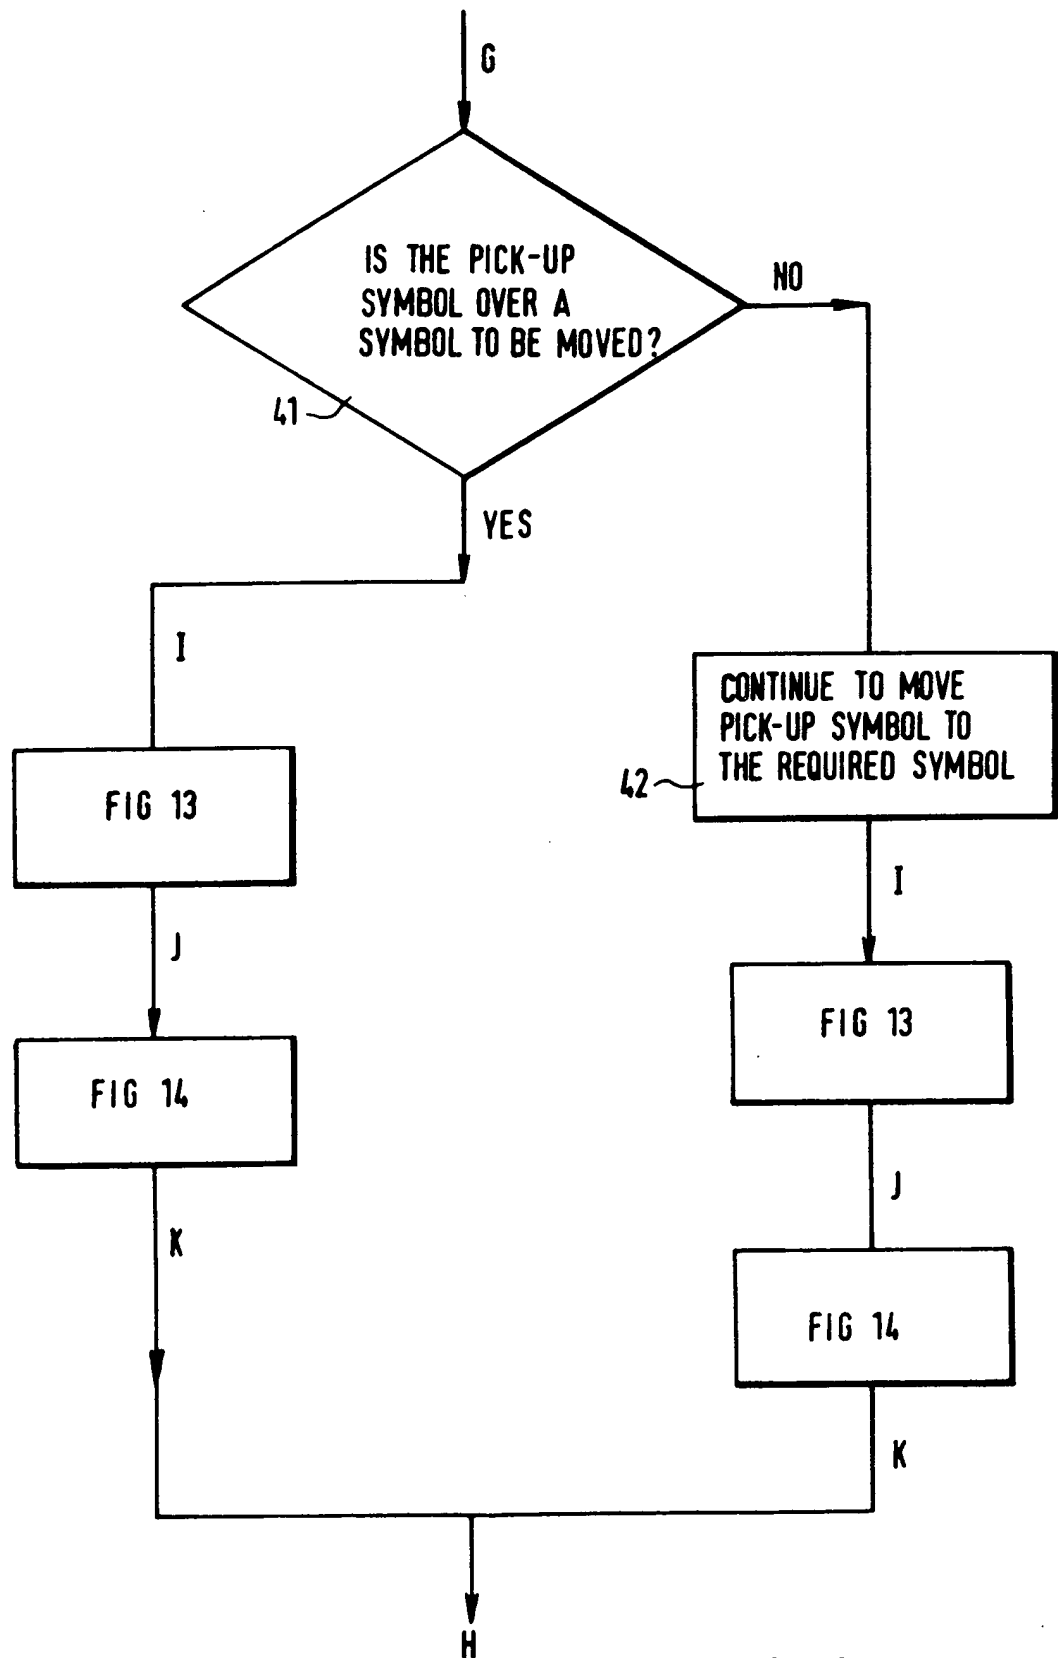 G
IS THE PICK-UP
SYMBOL OVER A
SYMBOL TO BE MOVED?
NO
41
YES
I
CONTINUE TO MOVE
PICK-UP SYMBOL TO
THE REQUIRED SYMBOL
42
FIG 13
I
J
FIG 13
FIG 14
J
K
FIG 14
K
H